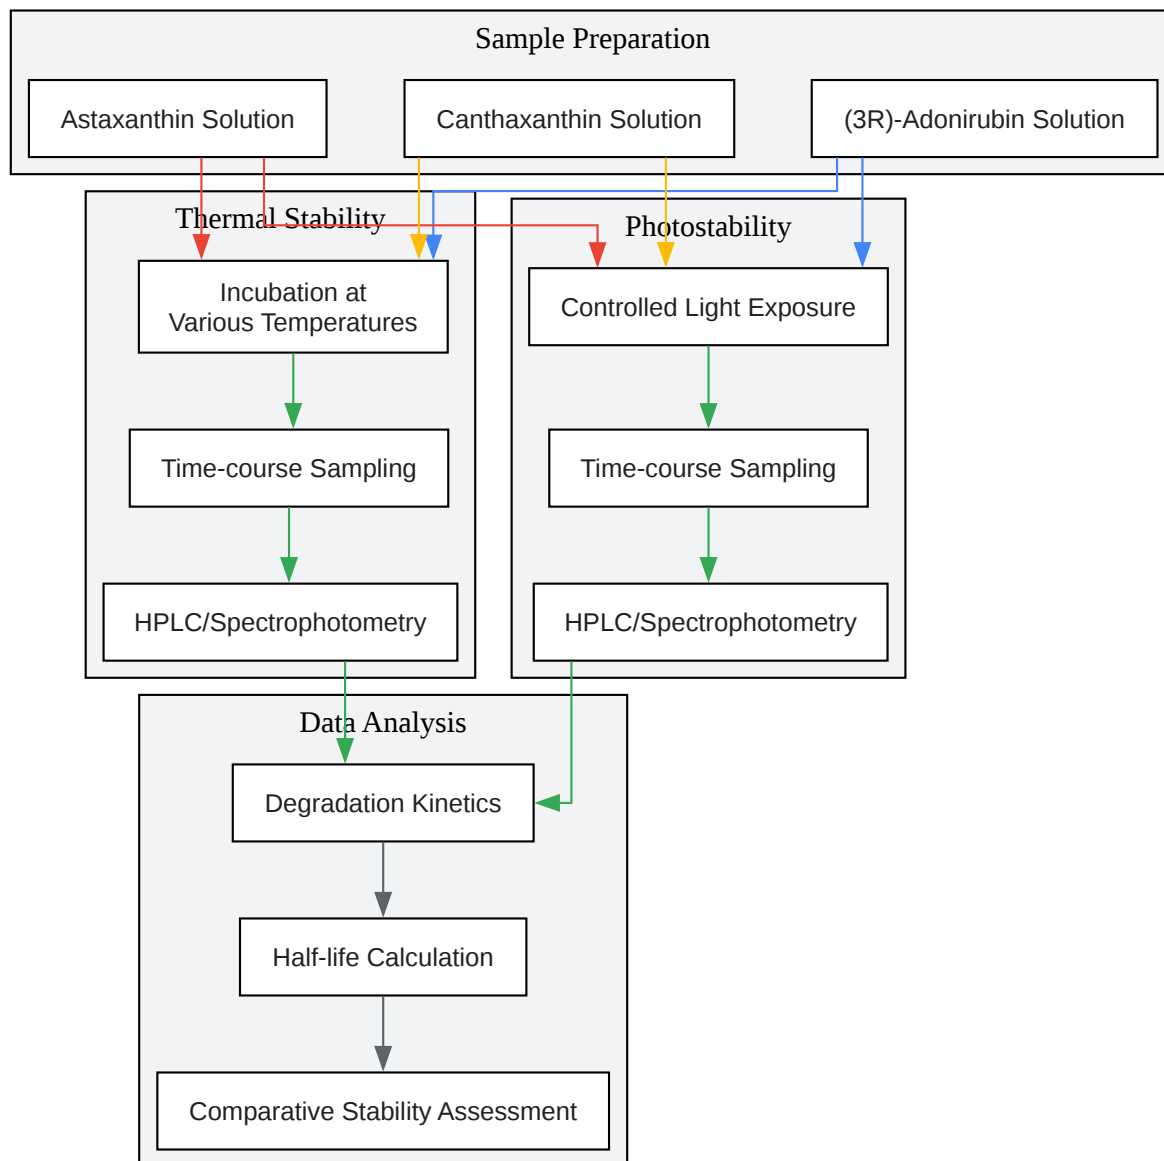 Sample Preparation
Astaxanthin Solution
Canthaxanthin Solution
(3R)-Adonirubin Solution
Thermal Stability
Photostability
Incubation at
Various Temperatures
Controlled Light Exposure
Time-course Sampling
Time-course Sampling
HPLC/Spectrophotometry
HPLC/Spectrophotometry
Data Analysis
Degradation Kinetics
Half-life Calculation
Comparative Stability Assessment